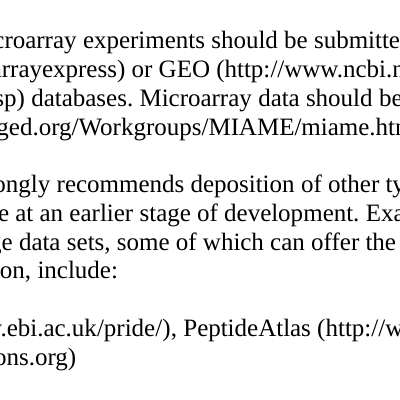 croarray experiments should be submitte
arrayexpress) or GEO (http://www.ncbi.n
sp) databases. Microarray data should be
ged.org/Workgroups/MIAME/miame.htm
ongly recommends deposition of other ty
e at an earlier stage of development. Exa
ge data sets, some of which can offer the
on, include:
.ebi.ac.uk/pride/), PeptideAtlas (http://w
ons.org)